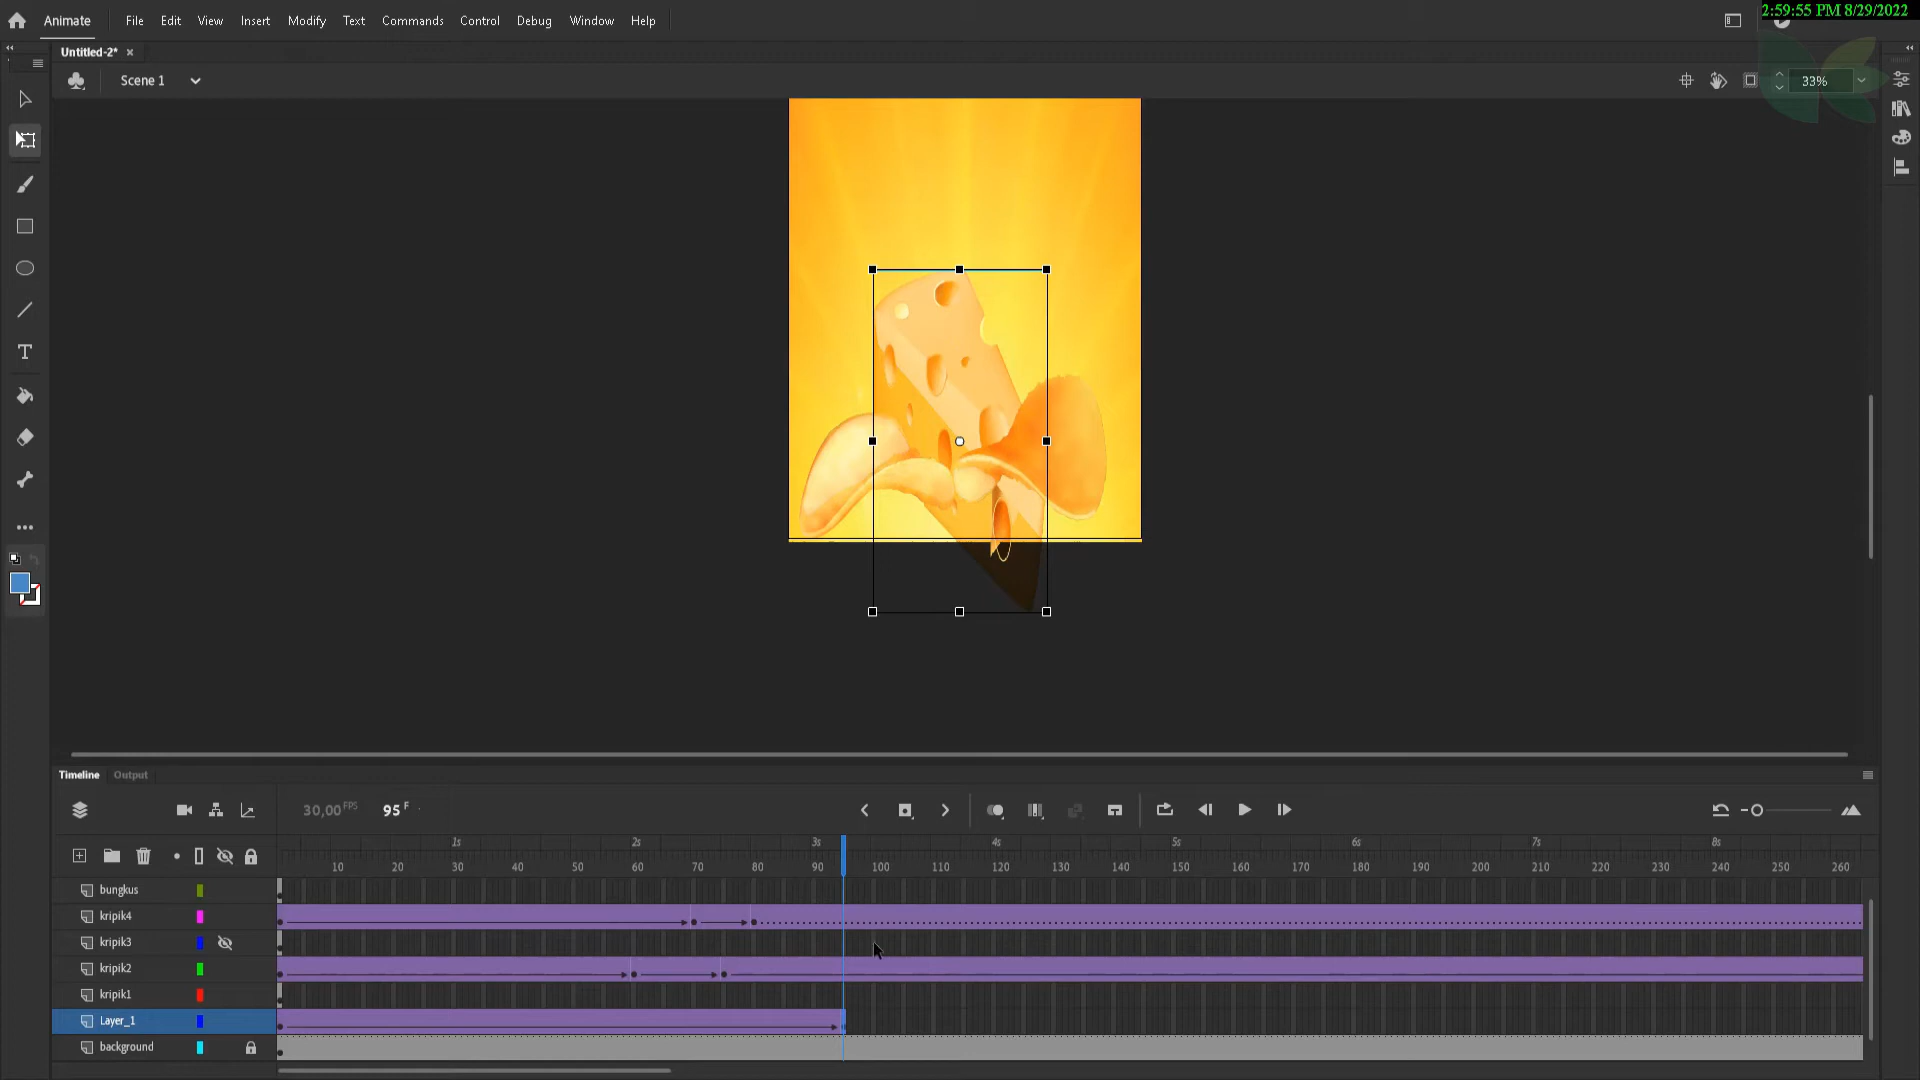 2:59:55 PM 8/29/2022
Animate File Edit View Insert Modify Text Commands Control Debug Window Help
Untitled-2* ×
Scene 1
33%
T
Timeline Output
30,00 FPS 95 F
1s 2s 3s 4s 5s 6s 7s 8s
10 20 30 40 50 60 70 80 90 100 110 120 130 140 150 160 170 180 190 200 210 220 230 240 250 260
bungkus
kripik4
kripik3
kripik2
kripik1
Layer_1
background